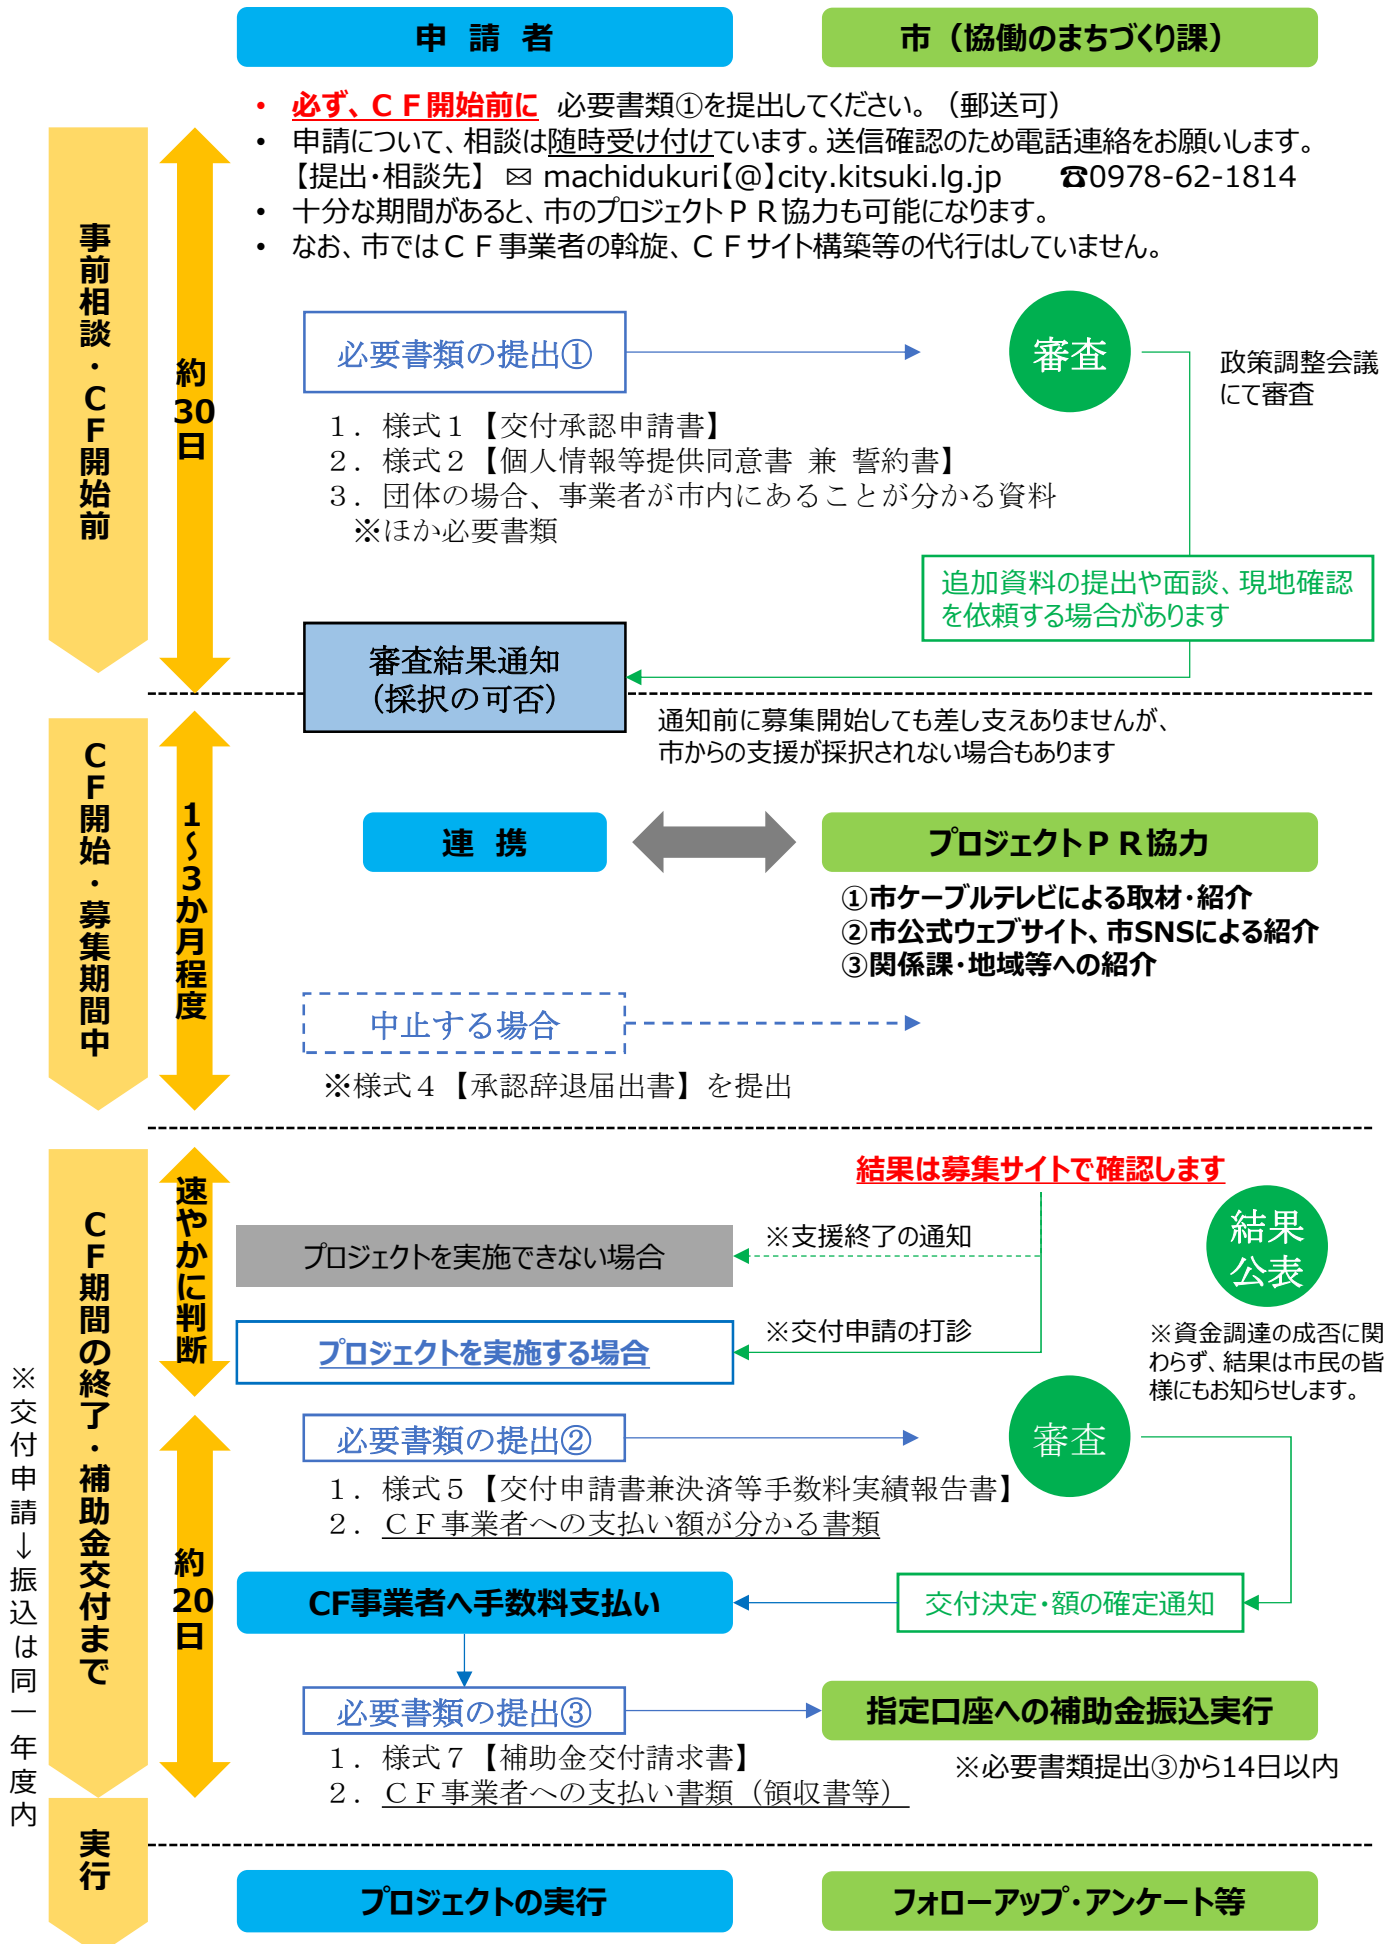 申 請 者
市（協働のまちづくり課）
• 必ず、ＣＦ開始前に 必要書類①を提出してください。（郵送可）
• 申請について、相談は随時受け付けています。送信確認のため電話連絡をお願いします。
【提出・相談先】 ✉ machidukuri【@】city.kitsuki.lg.jp ☎0978-62-1814
• 十分な期間があると、市のプロジェクトＰＲ協力も可能になります。
• なお、市ではＣＦ事業者の斡旋、ＣＦサイト構築等の代行はしていません。
事前相談・ＣＦ開始前
約30日
必要書類の提出①
審査
政策調整会議
にて審査
１．様式１【交付承認申請書】
２．様式２【個人情報等提供同意書 兼 誓約書】
３．団体の場合、事業者が市内にあることが分かる資料
※ほか必要書類
追加資料の提出や面談、現地確認
を依頼する場合があります
審査結果通知
（採択の可否）
通知前に募集開始しても差し支えありませんが、
市からの支援が採択されない場合もあります
ＣＦ開始・募集期間中
1～3か月程度
連 携
プロジェクトＰＲ協力
①市ケーブルテレビによる取材・紹介
②市公式ウェブサイト、市SNSによる紹介
③関係課・地域等への紹介
中止する場合
※様式４【承認辞退届出書】を提出
ＣＦ期間の終了・補助金交付まで
速やかに判断
結果は募集サイトで確認します
※支援終了の通知
プロジェクトを実施できない場合
結果
公表
※交付申請の打診
プロジェクトを実施する場合
※資金調達の成否に関
わらず、結果は市民の皆
様にもお知らせします。
※交付申請→振込は同一年度内
約20日
必要書類の提出②
審査
１．様式５【交付申請書兼決済等手数料実績報告書】
２．ＣＦ事業者への支払い額が分かる書類
CF事業者へ手数料支払い
交付決定・額の確定通知
必要書類の提出③
指定口座への補助金振込実行
１．様式７【補助金交付請求書】
２．ＣＦ事業者への支払い書類（領収書等）
※必要書類提出③から14日以内
実行
プロジェクトの実行
フォローアップ・アンケート等